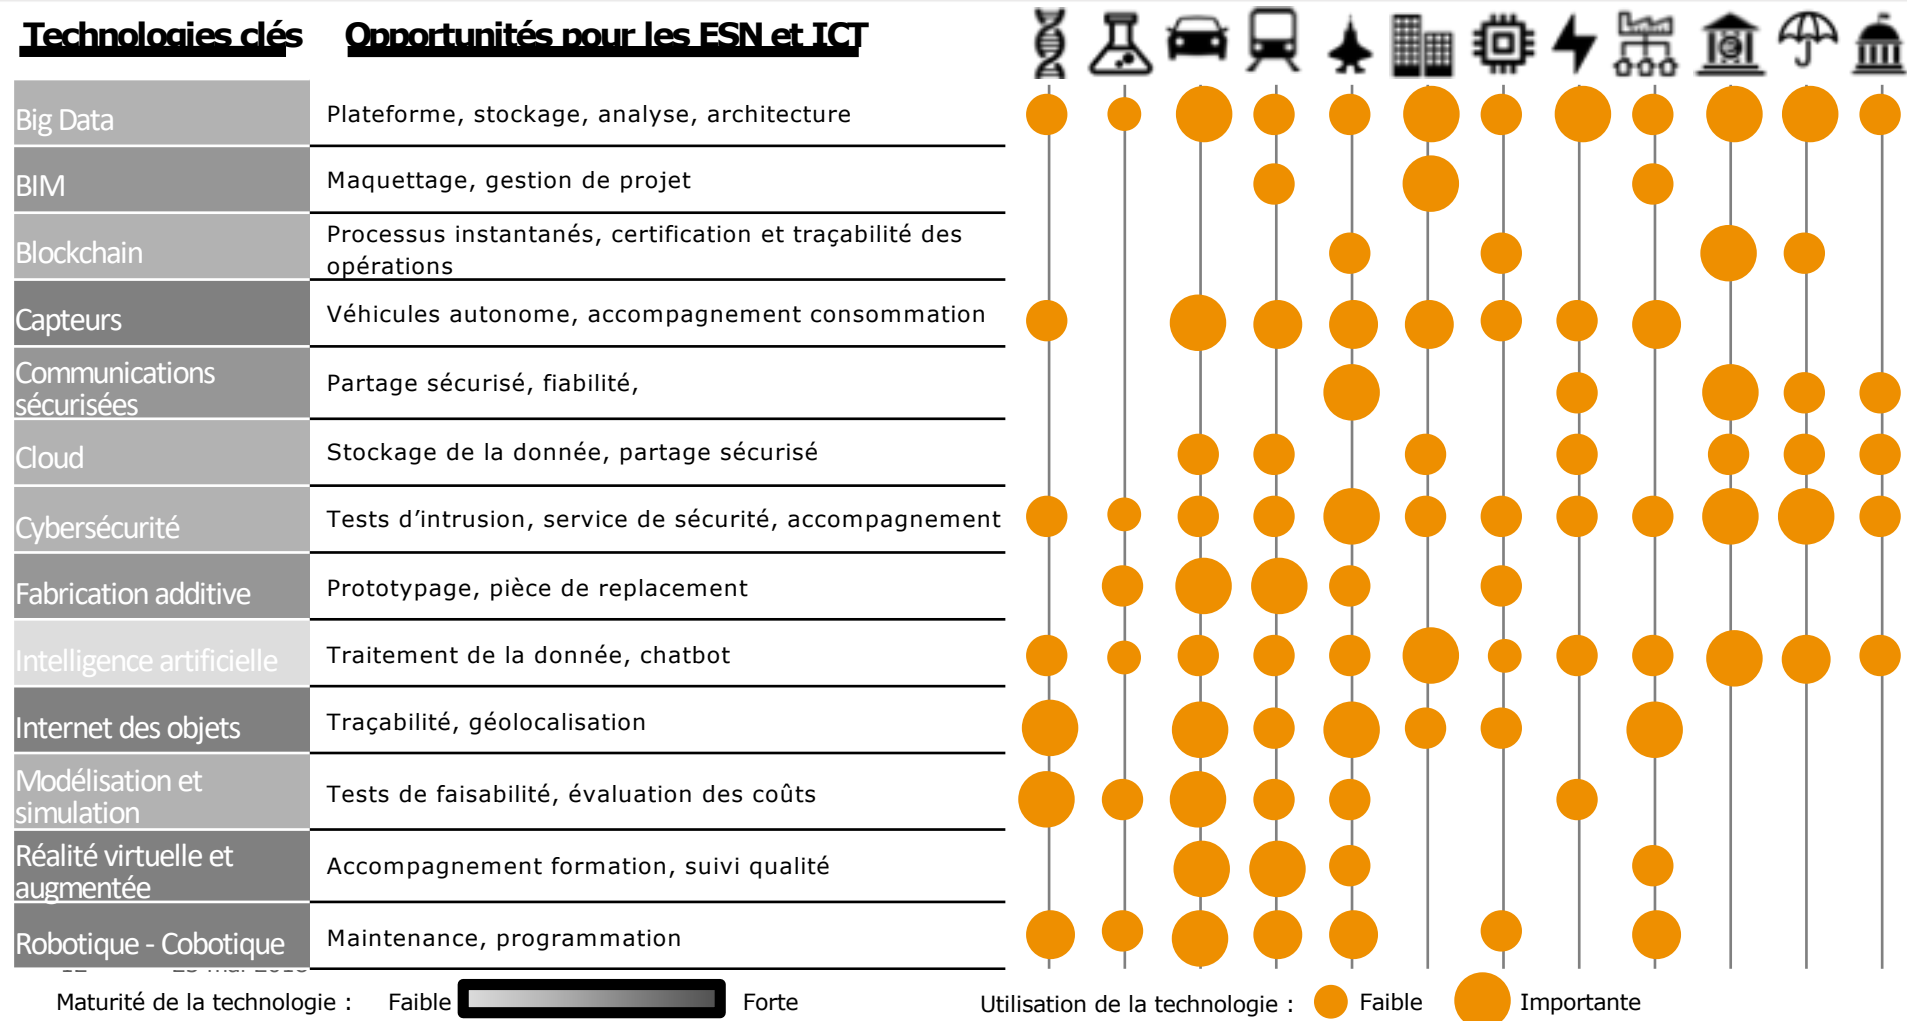 Technologies clés
Opportunités pour les ESN et ICT
Big Data
Plateforme, stockage, analyse, architecture
BIM
Maquettage, gestion de projet
Blockchain
Processus instantanés, certification et traçabilité des
opérations
Capteurs
Véhicules autonome, accompagnement consommation
Communications
sécurisées
Partage sécurisé, fiabilité,
Cloud
Stockage de la donnée, partage sécurisé
Cybersécurité
Tests d’intrusion, service de sécurité, accompagnement
Fabrication additive
Prototypage, pièce de replacement
Intelligence artificielle
Traitement de la donnée, chatbot
Internet des objets
Traçabilité, géolocalisation
Modélisation et
simulation
Tests de faisabilité, évaluation des coûts
Réalité virtuelle et
augmentée
Accompagnement formation, suivi qualité
Robotique - Cobotique
Maintenance, programmation
Maturité de la technologie : Faible Forte
Utilisation de la technologie : Faible Importante